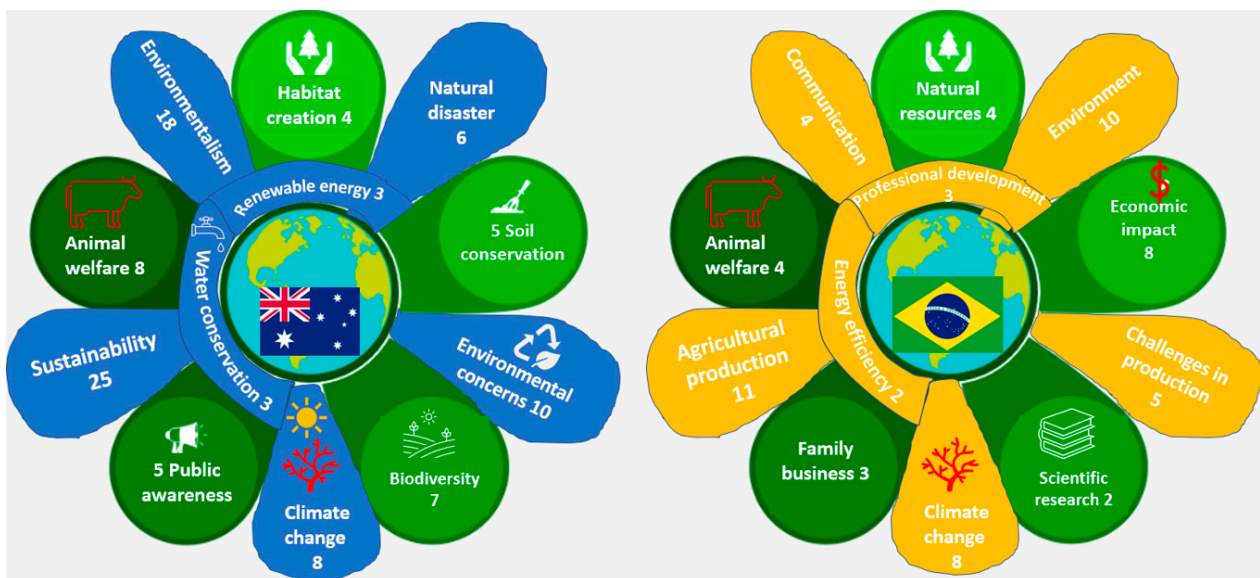 Environmentalism
18
Habitat
creation 4
Natural
disaster
6
Renewable energy 3
Animal
welfare 8
5 Soil
conservation
Water conservation 3
Sustainability
25
Environmental
concerns 10
5 Public
awareness
Climate
change
8
Biodiversity
7
Communication
4
Natural
resources 4
Environment
10
Professional development
3
Animal
welfare 4
$
Economic
impact
8
Energy efficiency 2
Agricultural
production
11
Challenges in
production
5
Family
business 3
Climate
change
8
Scientific
research 2